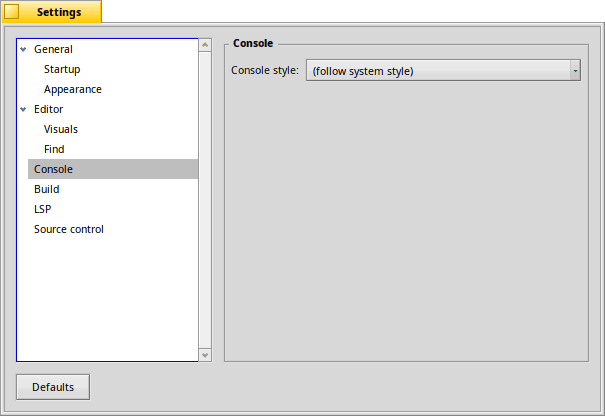 Settings
General
Startup
Appearance
Editor
Visuals
Find
Console
Build
LSP
Source control
Console
Console style: (follow system style)
Defaults